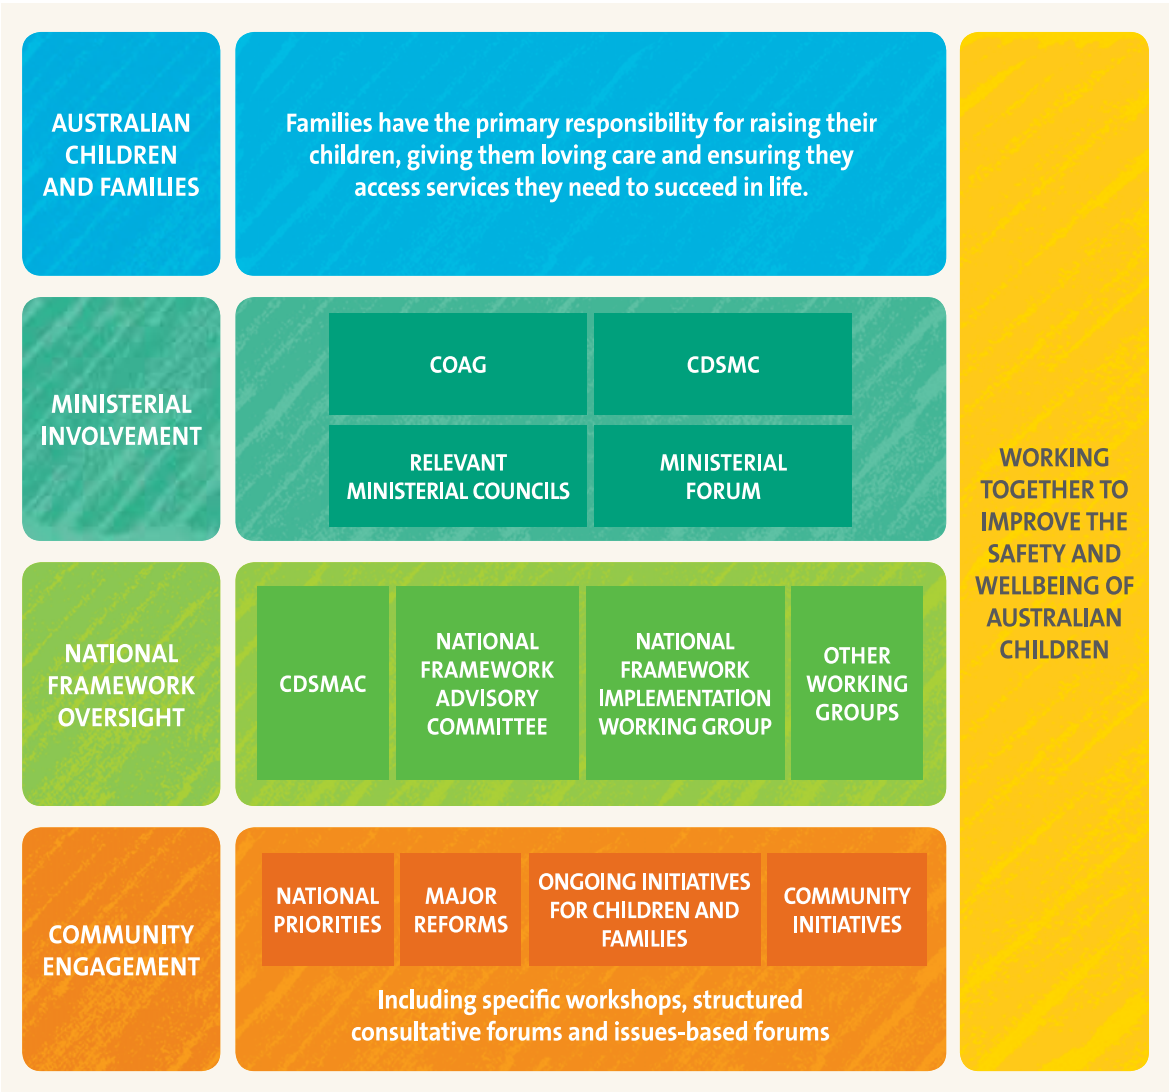 AUSTRALIAN
CHILDREN
AND FAMILIES
Families have the primary responsibility for raising their
children, giving them loving care and ensuring they
access services they need to succeed in life.
MINISTERIAL
INVOLVEMENT
COAG
CDSMC
RELEVANT
MINISTERIAL COUNCILS
MINISTERIAL
FORUM
NATIONAL
FRAMEWORK
OVERSIGHT
CDSMAC
NATIONAL
FRAMEWORK
ADVISORY
COMMITTEE
NATIONAL
FRAMEWORK
IMPLEMENTATION
WORKING GROUP
OTHER
WORKING
GROUPS
COMMUNITY
ENGAGEMENT
NATIONAL
PRIORITIES
MAJOR
REFORMS
ONGOING INITIATIVES
FOR CHILDREN AND
FAMILIES
COMMUNITY
INITIATIVES
Including specific workshops, structured
consultative forums and issues-based forums
WORKING
TOGETHER TO
IMPROVE THE
SAFETY AND
WELLBEING OF
AUSTRALIAN
CHILDREN